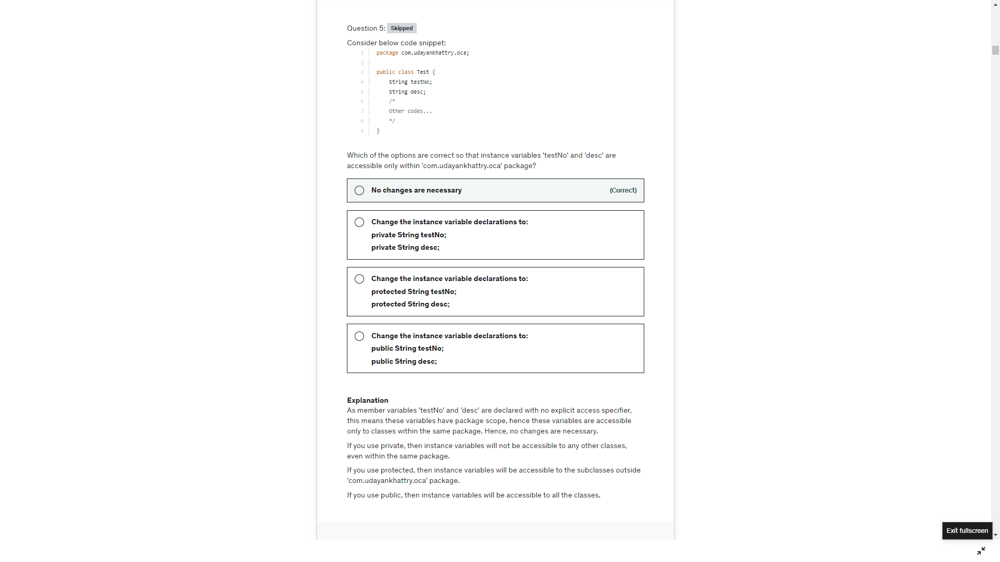 Question 5: Skipped
Consider below code snippet:
1 package com.udayankhattry.oca;
2
3 public class Test {
4 String testNo;
5 String desc;
6 /*
7 Other codes...
8 */
9 }
Which of the options are correct so that instance variables 'testNo' and 'desc' are
accessible only within 'com.udayankhattry.oca' package?
No changes are necessary (Correct)
Change the instance variable declarations to:
private String testNo;
private String desc;
Change the instance variable declarations to:
protected String testNo;
protected String desc;
Change the instance variable declarations to:
public String testNo;
public String desc;
Explanation
As member variables 'testNo' and 'desc' are declared with no explicit access specifier,
this means these variables have package scope, hence these variables are accessible
only to classes within the same package. Hence, no changes are necessary.
If you use private, then instance variables will not be accessible to any other classes,
even within the same package.
If you use protected, then instance variables will be accessible to the subclasses outside
'com.udayankhattry.oca' package.
If you use public, then instance variables will be accessible to all the classes.
Exit fullscreen